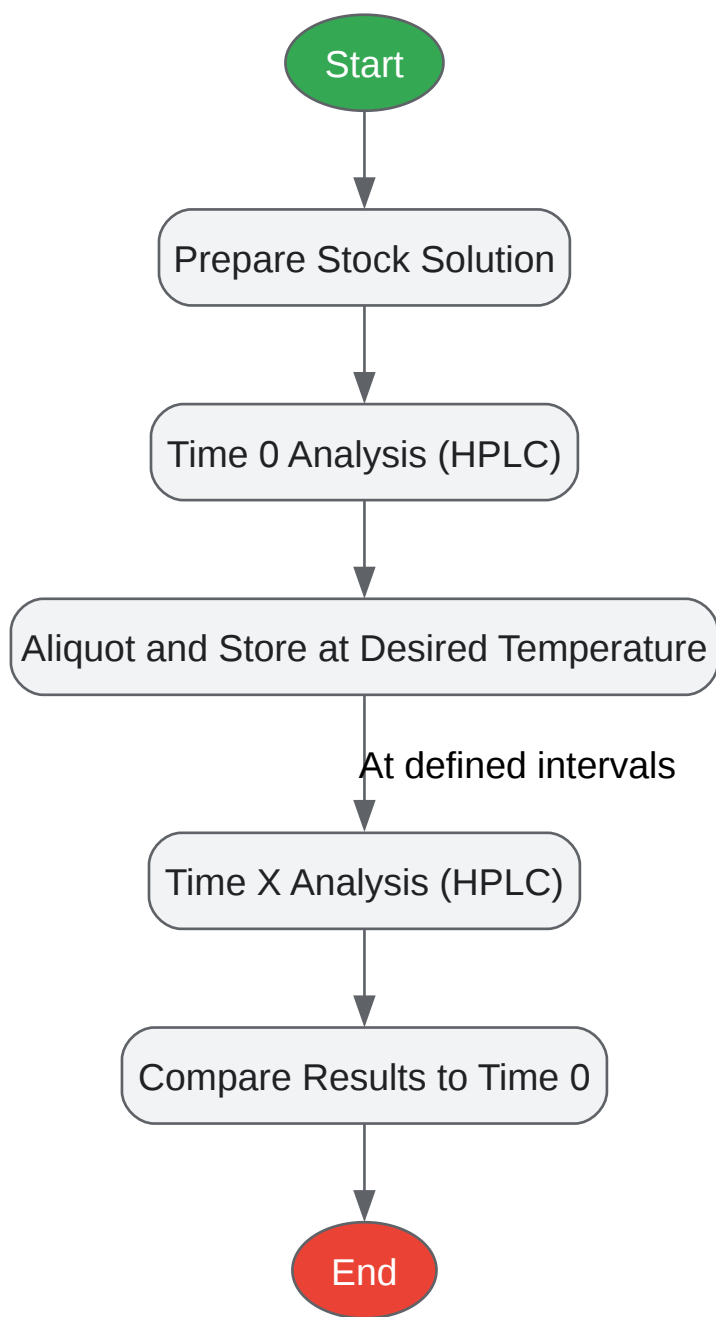 Start
Prepare Stock Solution
Time 0 Analysis (HPLC)
Aliquot and Store at Desired Temperature
At defined intervals
Time X Analysis (HPLC)
Compare Results to Time 0
End